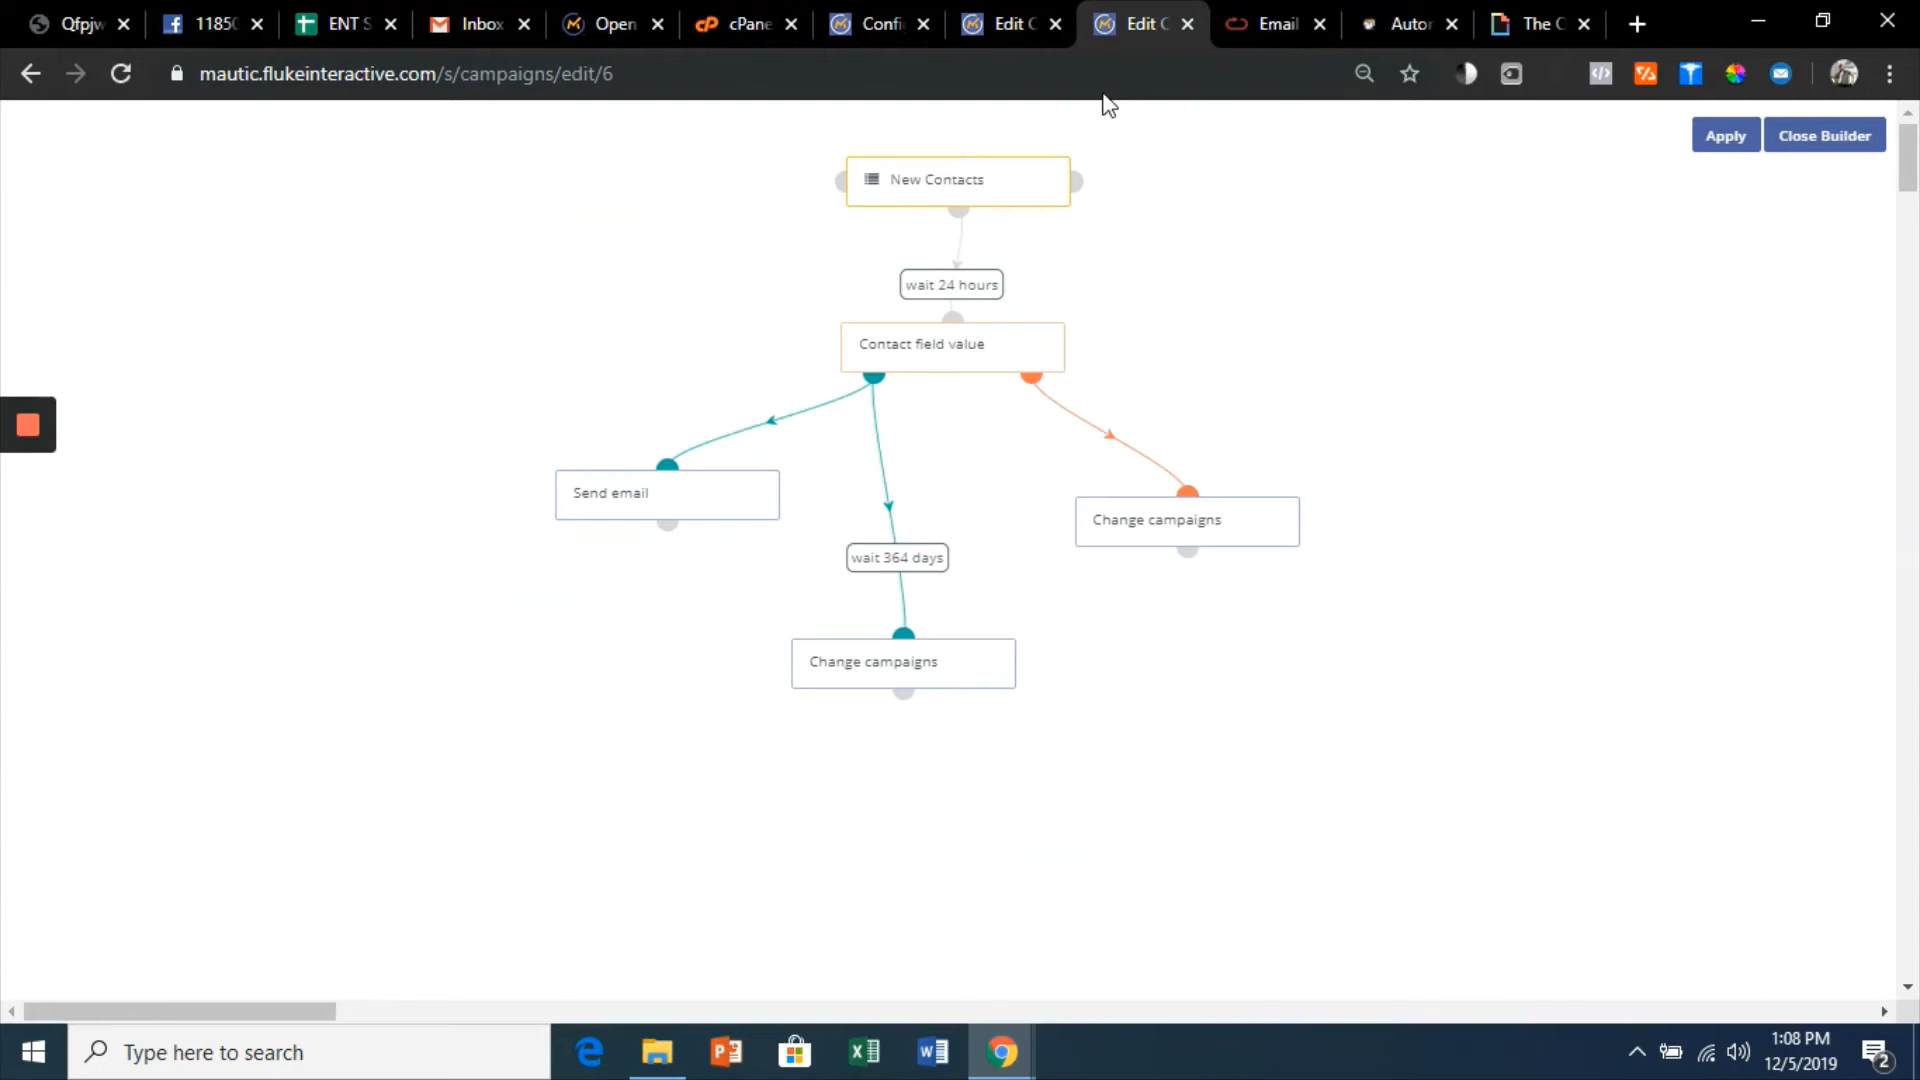 Qfpjw
1185
ENT S
Inbox
Open
cPane
Confi
Edit C
Edit C
Email
Autor
The C
mautic.flukeinteractive.com/s/campaigns/edit/6
Apply
Close Builder
New Contacts
wait 24 hours
Contact field value
Send email
Change campaigns
wait 364 days
Change campaigns
Type here to search
1:08 PM
12/5/2019
2